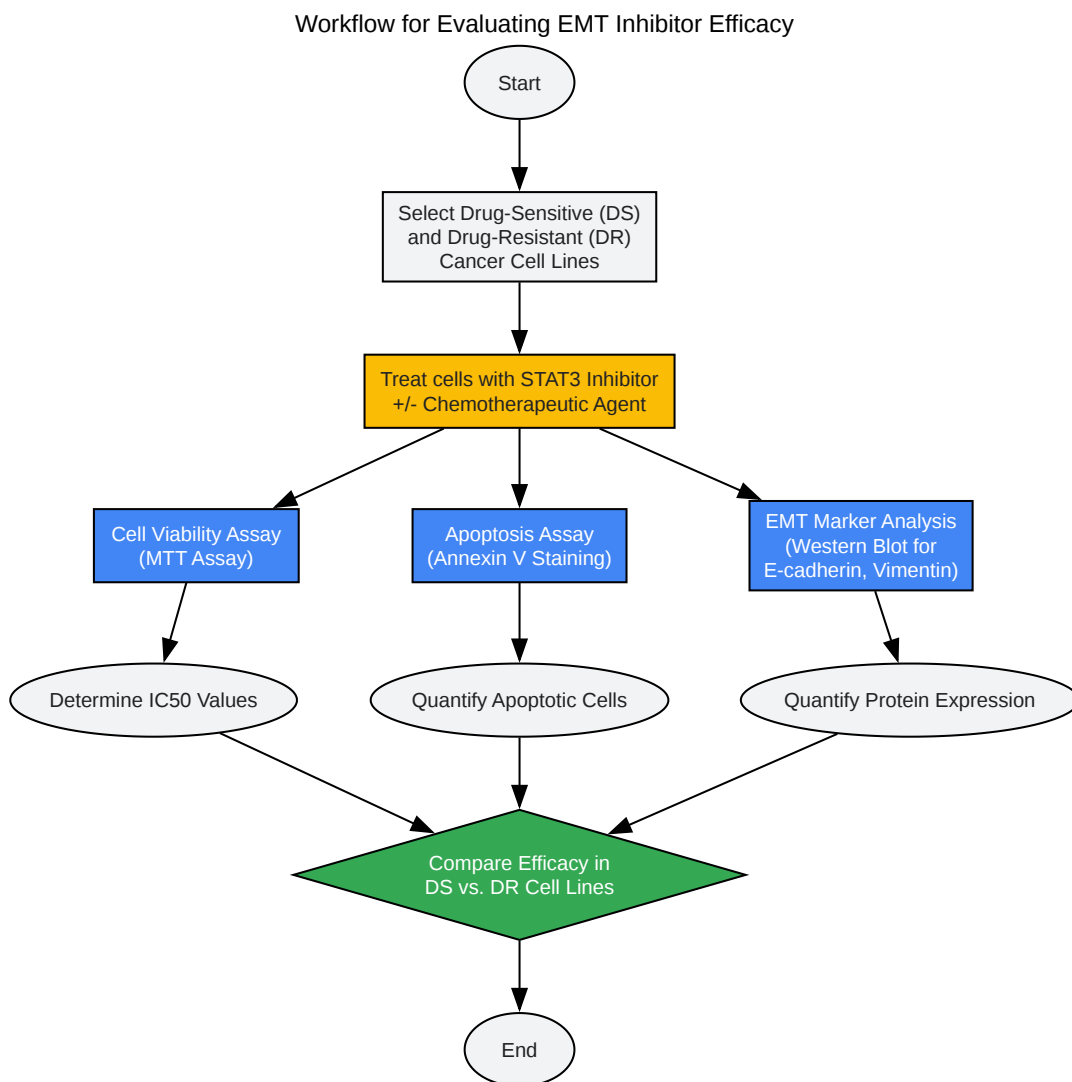 Workflow for Evaluating EMT Inhibitor Efficacy
Start
Select Drug-Sensitive (DS)
and Drug-Resistant (DR)
Cancer Cell Lines
Treat cells with STAT3 Inhibitor
+/- Chemotherapeutic Agent
Cell Viability Assay
(MTT Assay)
Apoptosis Assay
(Annexin V Staining)
EMT Marker Analysis
(Western Blot for
E-cadherin, Vimentin)
Determine IC50 Values
Quantify Apoptotic Cells
Quantify Protein Expression
Compare Efficacy in
DS vs. DR Cell Lines
End